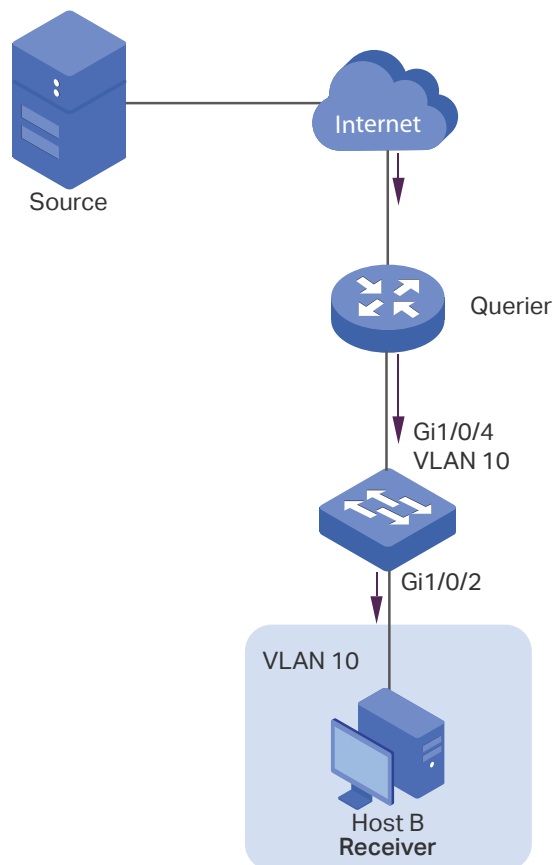 Internet
Source
Querier
Gi1/0/4
VLAN 10
Gi1/0/2
VLAN 10
Host B
Receiver